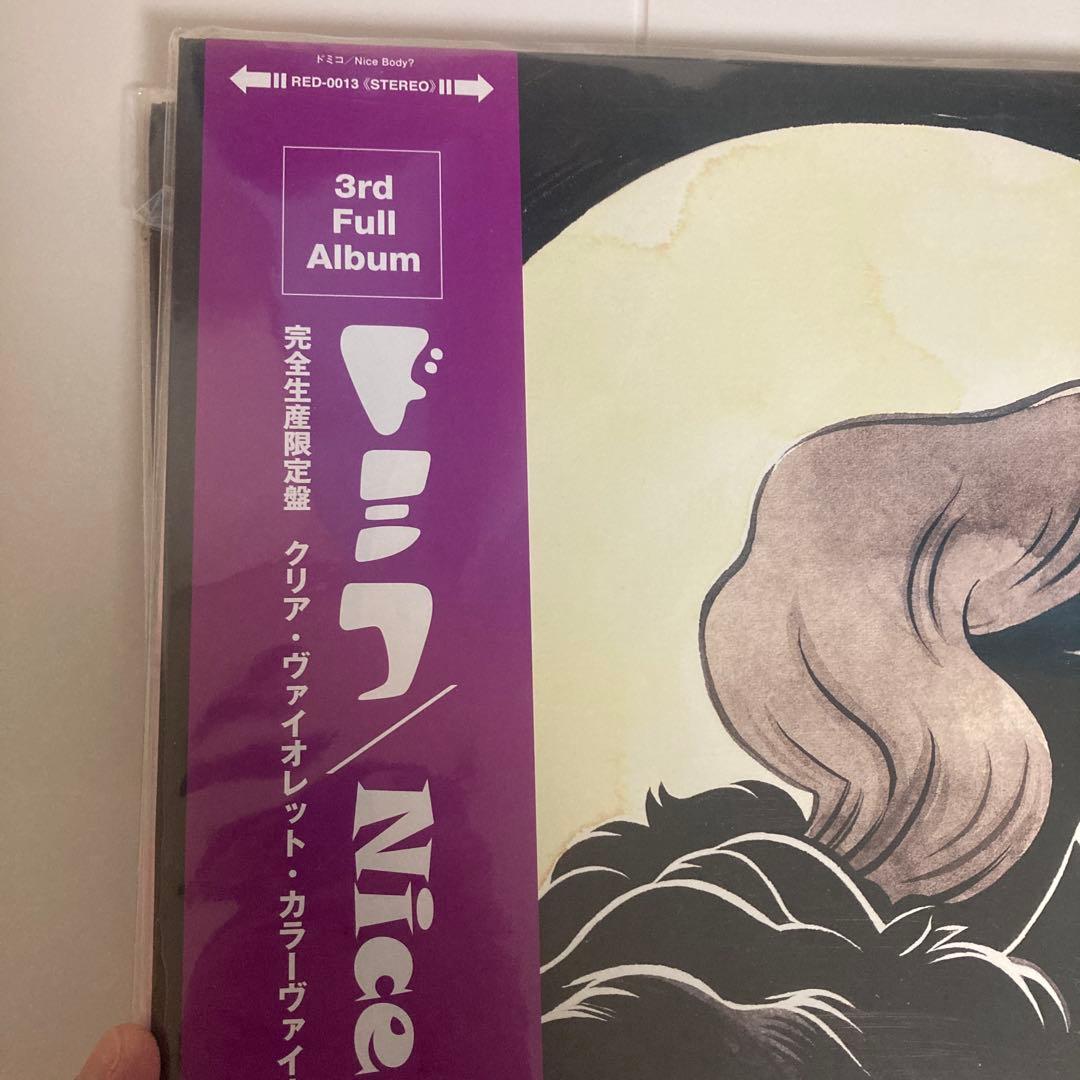 ドミコ／Nice Body?
RED-0013《STEREO》
3rd
Full
Album
ドミコ／Nice
完全生産限定盤 クリア・ヴァイオレット・カラーヴァイ